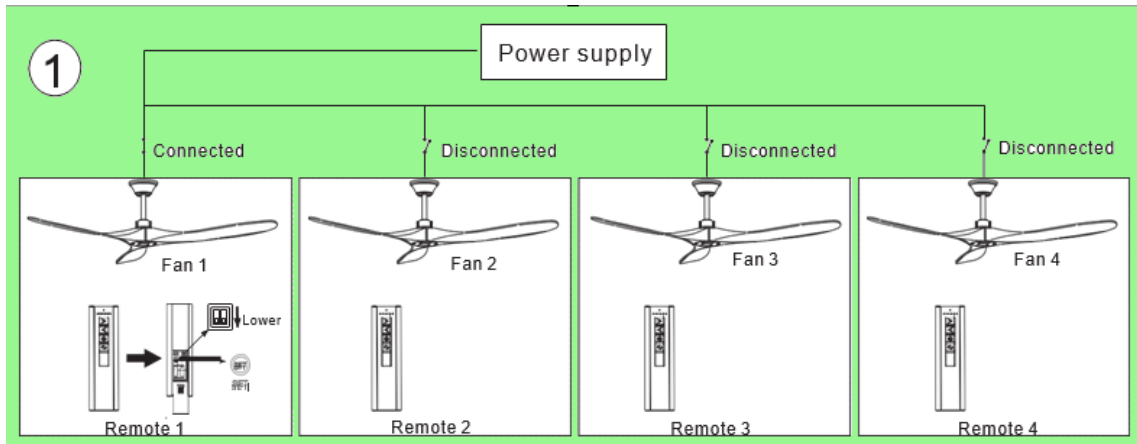 1
Power supply
Connected
Disconnected
Disconnected
Disconnected
Fan 1
Fan 2
Fan 3
Fan 4
Lower
Remote 1
Remote 2
Remote 3
Remote 4